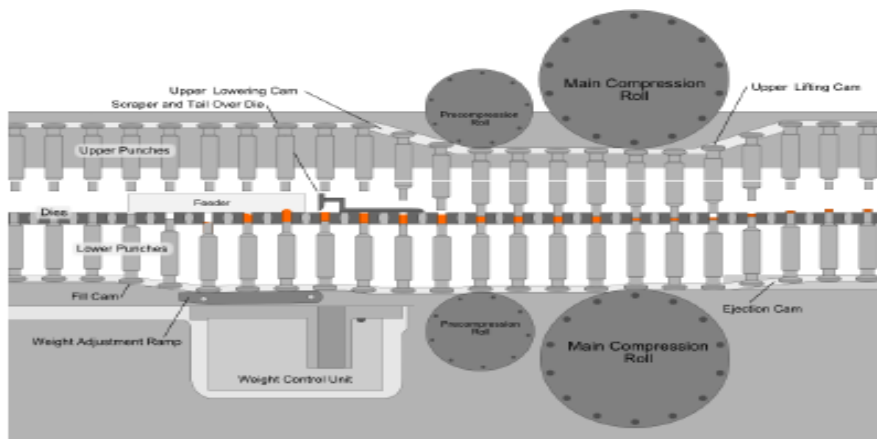 Upper Lowering Cam
Scraper and Tail Over Die
Upper Punches
Precompression
Roll
Main Compression
Roll
Upper Lifting Cam
Feeder
Dies
Lower Punches
Fill Cam
Weight Adjustment Ramp
Weight Control Unit
Precompression
Roll
Main Compression
Roll
Ejection Cam